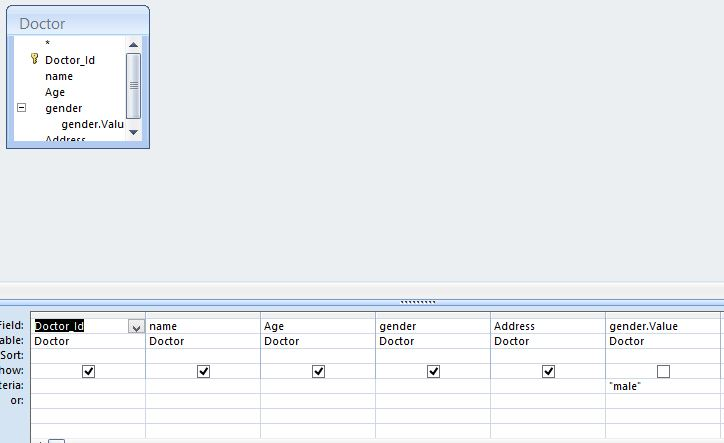 Doctor
*
Doctor_Id
name
Age
gender
gender.Valu
Address
Field: Doctor_Id name Age gender Address gender.Value
able: Doctor Doctor Doctor Doctor Doctor Doctor
Sort:
how:
teria: "male"
or: